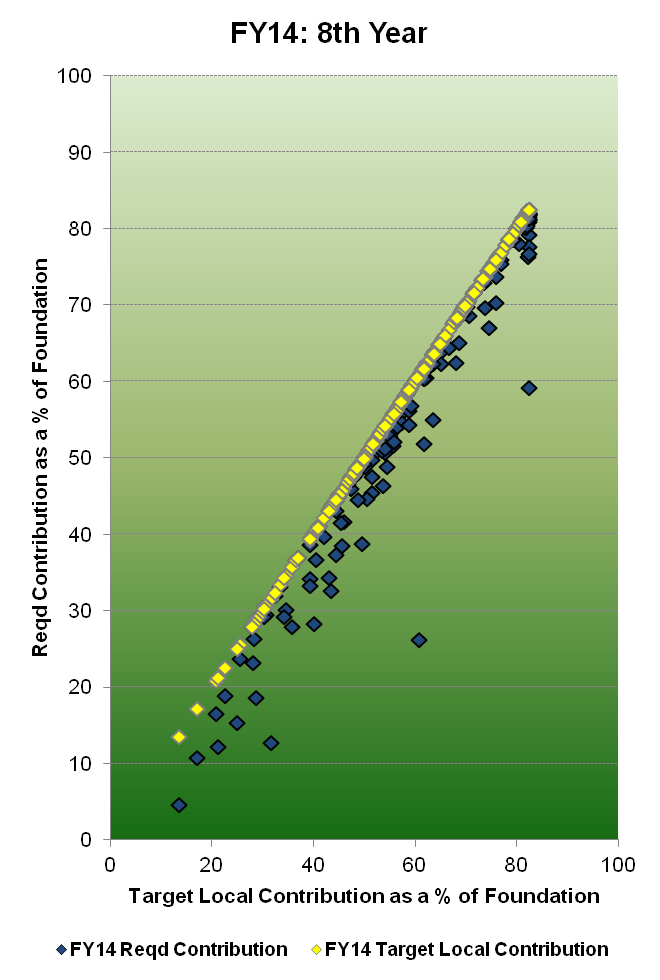 FY14: 8th Year
100
90
80
70
60
50
40
30
20
10
0
Reqd Contribution as a % of Foundation
0 20 40 60 80 100
Target Local Contribution as a % of Foundation
FY14 Reqd Contribution FY14 Target Local Contribution